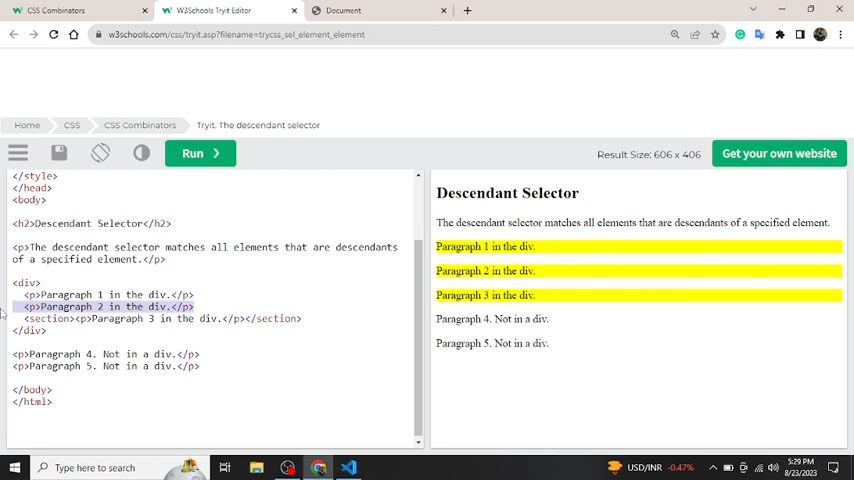 CSS Combinators
W3Schools Tryit Editor
Document
w3schools.com/css/tryit.asp?filename=trycss_sel_element_element
Home
CSS
CSS Combinators
Tryit: The descendant selector
Run ❯
Result Size: 606 x 406
Get your own website
</style>
</head>
<body>
<h2>Descendant Selector</h2>
<p>The descendant selector matches all elements that are descendants
of a specified element.</p>
<div>
<p>Paragraph 1 in the div.</p>
<p>Paragraph 2 in the div.</p>
<section><p>Paragraph 3 in the div.</p></section>
</div>
<p>Paragraph 4. Not in a div.</p>
<p>Paragraph 5. Not in a div.</p>
</body>
</html>
Descendant Selector
The descendant selector matches all elements that are descendants of a specified element.
Paragraph 1 in the div.
Paragraph 2 in the div.
Paragraph 3 in the div.
Paragraph 4. Not in a div.
Paragraph 5. Not in a div.
Type here to search
USD/INR -0.47%
5:29 PM
8/23/2023